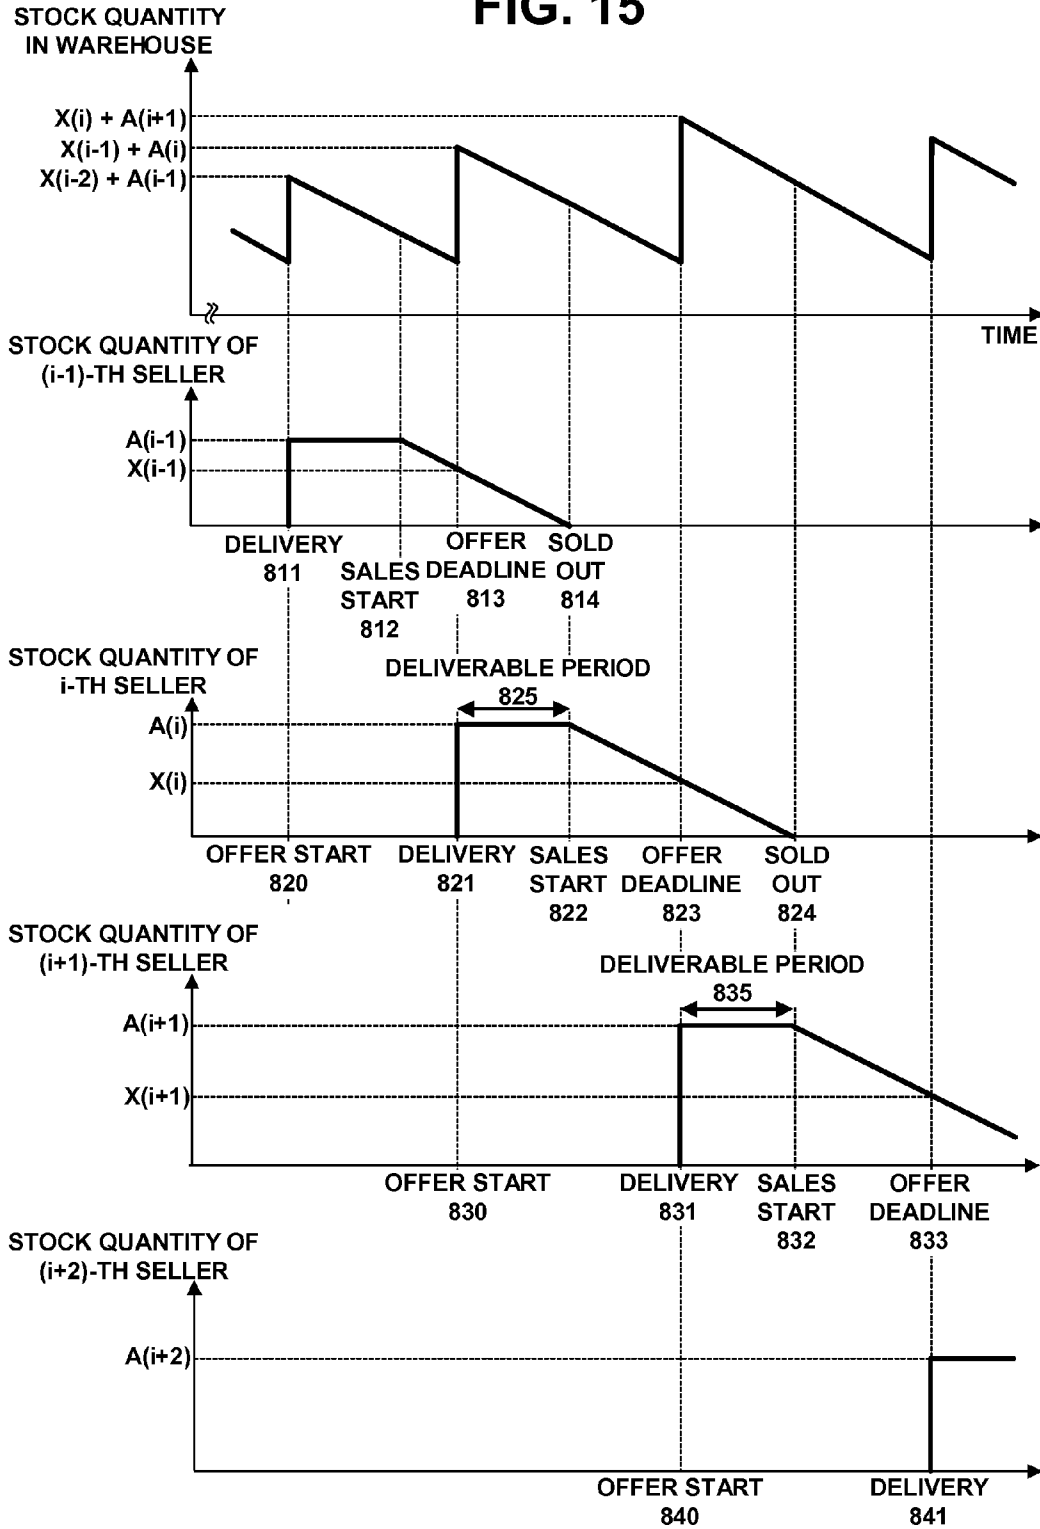 FIG. 15
STOCK QUANTITY
IN WAREHOUSE
X(i) + A(i+1)
X(i-1) + A(i)
X(i-2) + A(i-1)
TIME
STOCK QUANTITY OF
(i-1)-TH SELLER
A(i-1)
X(i-1)
DELIVERY
811
SALES
START
812
OFFER
DEADLINE
813
SOLD
OUT
814
STOCK QUANTITY OF
i-TH SELLER
DELIVERABLE PERIOD
825
A(i)
X(i)
OFFER START
820
DELIVERY
821
SALES
START
822
OFFER
DEADLINE
823
SOLD
OUT
824
STOCK QUANTITY OF
(i+1)-TH SELLER
DELIVERABLE PERIOD
835
A(i+1)
X(i+1)
OFFER START
830
DELIVERY
831
SALES
START
832
OFFER
DEADLINE
833
STOCK QUANTITY OF
(i+2)-TH SELLER
A(i+2)
OFFER START
840
DELIVERY
841